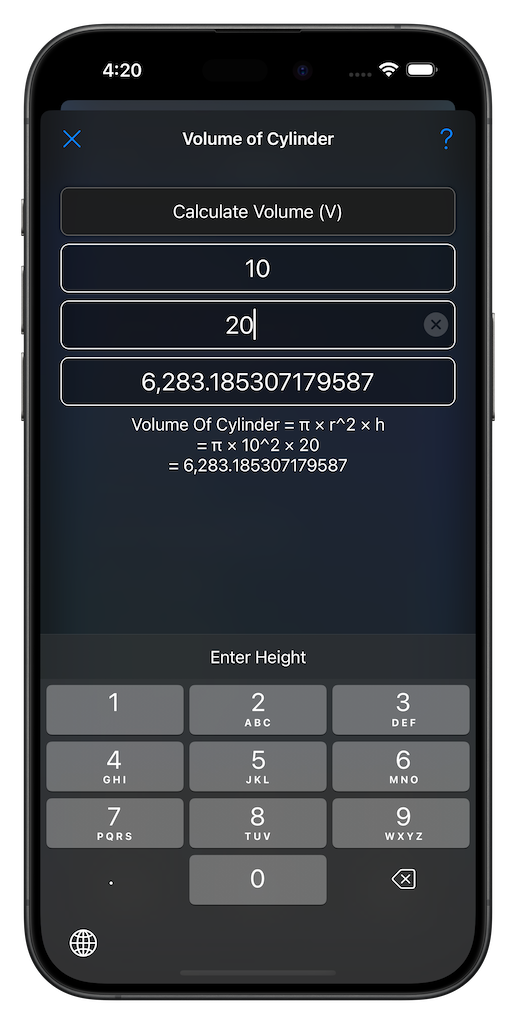 4:20
Volume of Cylinder
?
Calculate Volume (V)
10
20
6,283.185307179587
Volume Of Cylinder = π × r^2 × h
= π × 10^2 × 20
= 6,283.185307179587
Enter Height
1 2 3
ABC DEF
4 5 6
GHI JKL MNO
7 8 9
PQRS TUV WXYZ
. 0